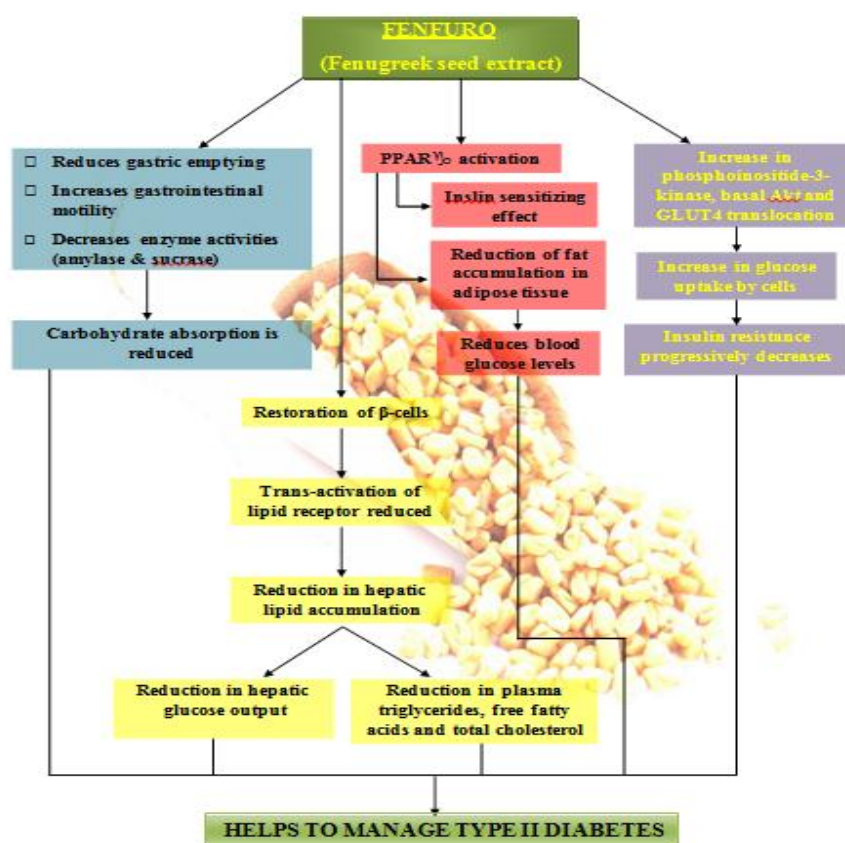 FENFURO
(Fenugreek seed extract)
□ Reduces gastric emptying
□ Increases gastrointestinal
motility
□ Decreases enzyme activities
(amylase & sucrase)
Carbohydrate absorption is
reduced
Restoration of β-cells
Trans-activation of
lipid receptor reduced
Reduction in hepatic
lipid accumulation
Reduction in hepatic
glucose output
Reduction in plasma
triglycerides, free fatty
acids and total cholesterol
activation
Inslin sensitizing
effect
Reduction of fat
accumulation in
adipose tissue
Reduces blood
glucose levels
Increase in
phosphoinositide-3-
kinase, basal Akt and
GLUT4 translocation
Increase in glucose
uptake by cells
Insulin resistance
progressively decreases
HELPS TO MANAGE TYPE II DIABETES